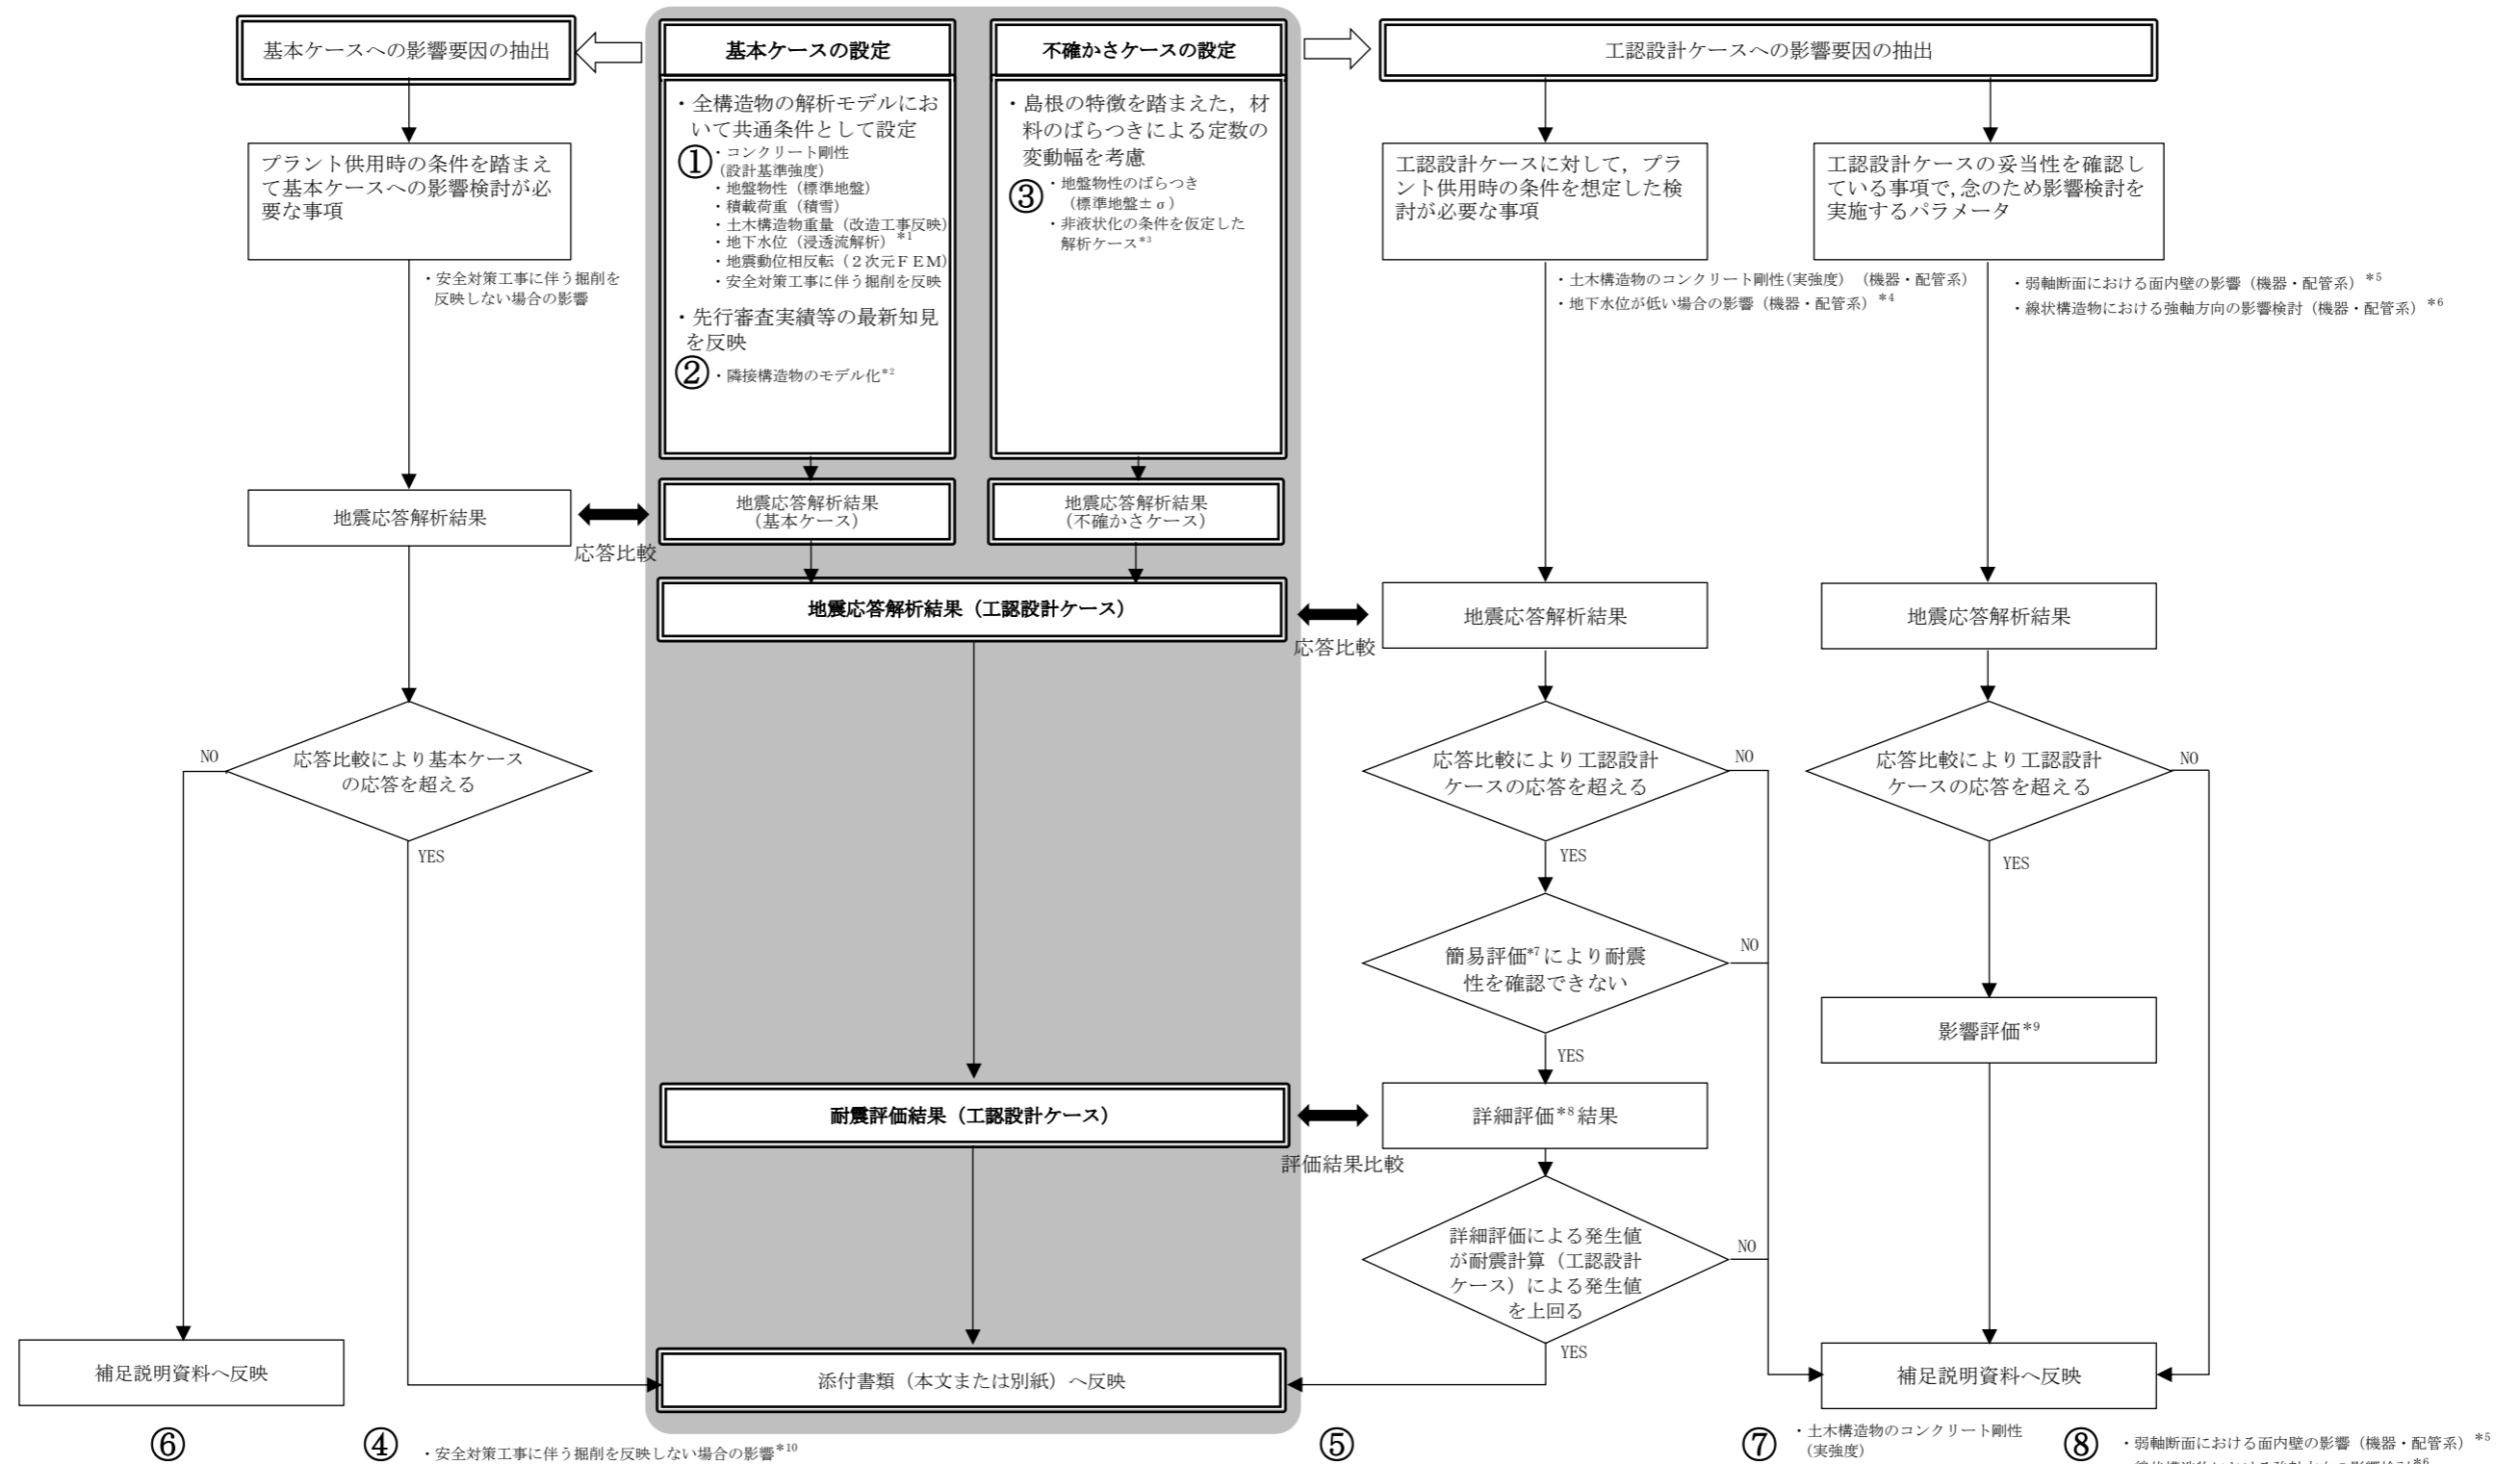 基本ケースへの影響要因の抽出
基本ケースの設定
不確かさケースの設定
工認設計ケースへの影響要因の抽出
プラント供用時の条件を踏まえ
て基本ケースへの影響検討が必
要な事項
・安全対策工事に伴う掘削を
反映しない場合の影響
・全構造物の解析モデルにお
いて共通条件として設定
①
・コンクリート剛性
(設計基準強度)
・地盤物性（標準地盤）
・積載荷重（積雪）
・土木構造物重量（改造工事反映）
・地下水位（浸透流解析）*1
・地震動位相反転（２次元ＦＥＭ）
・安全対策工事に伴う掘削を反映
・先行審査実績等の最新知見
を反映
②
・隣接構造物のモデル化*2
・島根の特徴を踏まえた，材
料のばらつきによる定数の
変動幅を考慮
③
・地盤物性のばらつき
（標準地盤±σ）
・非液状化の条件を仮定した
解析ケース*3
工認設計ケースに対して，プラ
ント供用時の条件を想定した検
討が必要な事項
・土木構造物のコンクリート剛性(実強度)（機器・配管系）
・地下水位が低い場合の影響（機器・配管系）*4
工認設計ケースの妥当性を確認し
ている事項で,念のため影響検討を
実施するパラメータ
・弱軸断面における面内壁の影響（機器・配管系）*5
・線状構造物における強軸方向の影響検討（機器・配管系）*6
地震応答解析結果
応答比較
地震応答解析結果
（基本ケース）
地震応答解析結果
（不確かさケース）
地震応答解析結果（工認設計ケース）
応答比較
地震応答解析結果
地震応答解析結果
応答比較により基本ケース
の応答を超える
NO
YES
応答比較により工認設計
ケースの応答を超える
NO
YES
応答比較により工認設計
ケースの応答を超える
NO
YES
簡易評価*7により耐震
性を確認できない
NO
YES
影響評価*9
耐震評価結果（工認設計ケース）
評価結果比較
詳細評価*8結果
詳細評価による発生値
が耐震計算（工認設計
ケース）による発生値
を上回る
NO
YES
補足説明資料へ反映
添付書類（本文または別紙）へ反映
補足説明資料へ反映
⑥
④
・安全対策工事に伴う掘削を反映しない場合の影響*10
⑤
⑦
・土木構造物のコンクリート剛性
（実強度）
⑧
・弱軸断面における面内壁の影響（機器・配管系）*5